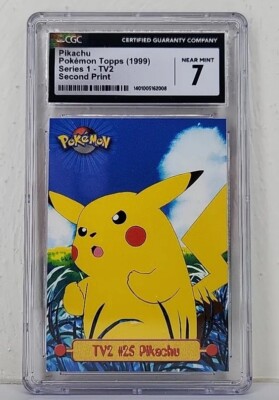 CGC
CERTIFIED GUARANTY COMPANY
Pikachu
Pokémon Topps (1999)
Series 1 - TV2
Second Print
NEAR MINT
7
1401005162008
POKéMON
TV2 #25 Pikachu